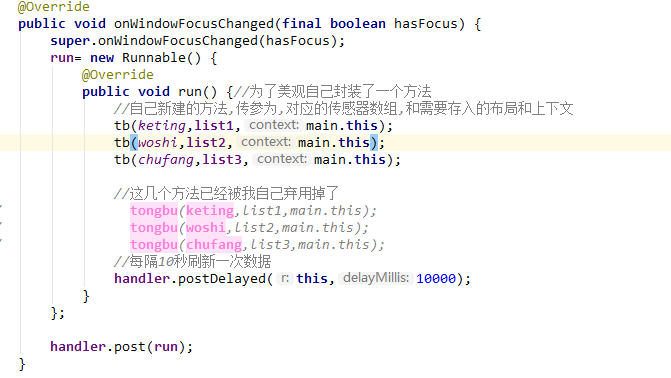 @Override
public void onWindowFocusChanged(final boolean hasFocus) {
super.onWindowFocusChanged(hasFocus);
run= new Runnable() {
@Override
public void run() {//为了美观自己封装了一个方法
//自己新建的方法,传参为,对应的传感器数组,和需要存入的布局和上下文
tb(keting,list1, context: main.this);
tb(woshi,list2, context: main.this);
tb(chufang,list3, context: main.this);
//这几个方法已经被我自己弃用掉了
tongbu(keting,list1,main.this);
tongbu(woshi,list2,main.this);
tongbu(chufang,list3,main.this);
//每隔10秒刷新一次数据
handler.postDelayed( r: this, delayMillis: 10000);
}
};
handler.post(run);
}